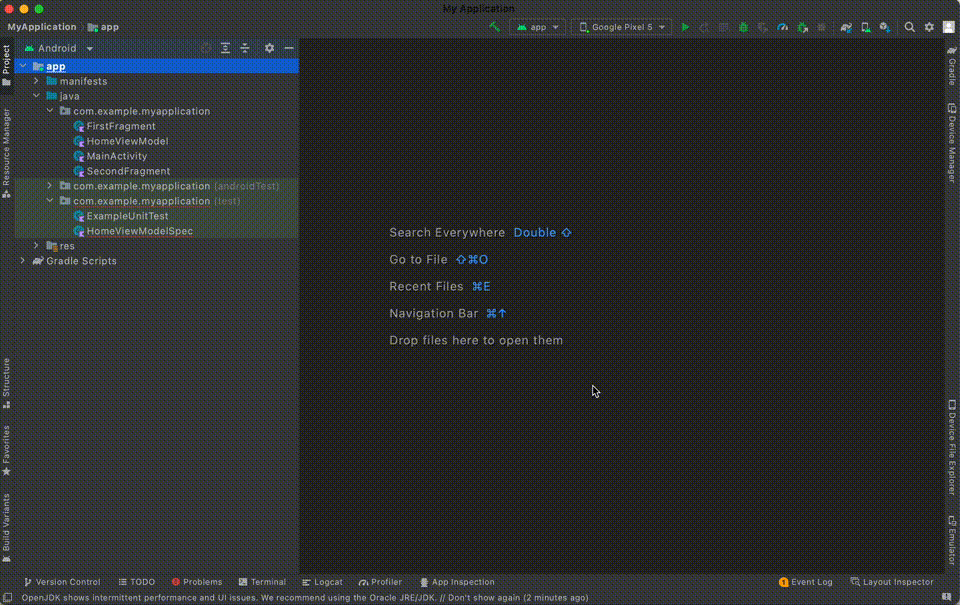 My Application
MyApplication app
app Google Pixel 5
Project
Resource Manager
Structure
Favorites
Build Variants
Android
app
manifests
java
com.example.myapplication
FirstFragment
HomeViewModel
MainActivity
SecondFragment
com.example.myapplication (androidTest)
com.example.myapplication (test)
ExampleUnitTest
HomeViewModelSpec
res
Gradle Scripts
Search Everywhere Double ⇧
Go to File ⇧⌘O
Recent Files ⌘E
Navigation Bar ⌘↑
Drop files here to open them
Gradle
Device Manager
Device File Explorer
Emulator
Version Control TODO Problems Terminal Logcat Profiler App Inspection 1 Event Log Layout Inspector
OpenJDK shows intermittent performance and UI issues. We recommend using the Oracle JRE/JDK. // Don't show again (2 minutes ago)